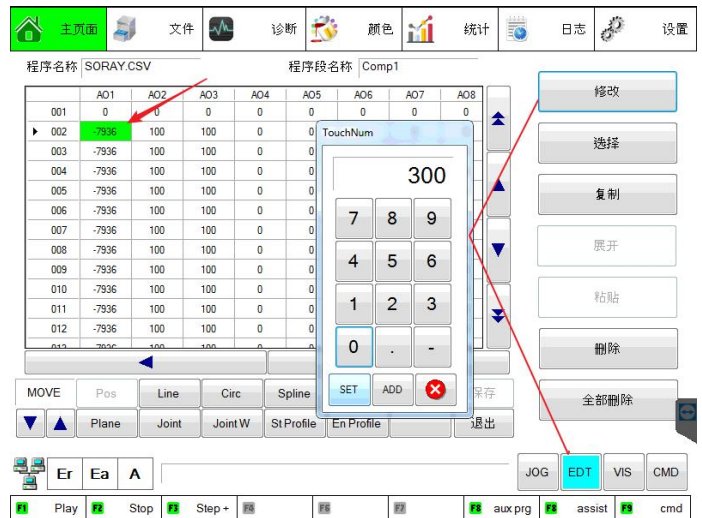 主页面 文件 诊断 颜色 统计 日志 设置
程序名称 SORAY.CSV 程序段名称 Comp1
AO1 AO2 AO3 AO4 AO5 AO6 AO7 AO8
001 0 0 0 0 0 0 0 0
002 -7936 100 100 0 0
003 -7936 100 100 0 0
004 -7936 100 100 0 0
005 -7936 100 100 0 0
006 -7936 100 100 0 0
007 -7936 100 100 0 0
008 -7936 100 100 0 0
009 -7936 100 100 0 0
010 -7936 100 100 0 0
011 -7936 100 100 0 0
012 -7936 100 100 0 0
013 -7936 100 100 0 0
TouchNum
300
7 8 9
4 5 6
1 2 3
0 . -
SET ADD
修改
选择
复制
展开
粘贴
删除
全部删除
MOVE Pos Line Circ Spline 保存
Plane Joint Joint W St Profile En Profile 退出
Er Ea A
JOG EDT VIS CMD
F1 Play F2 Stop F3 Step + F4 F6 F7 F8 aux prg F8 assist F9 cmd